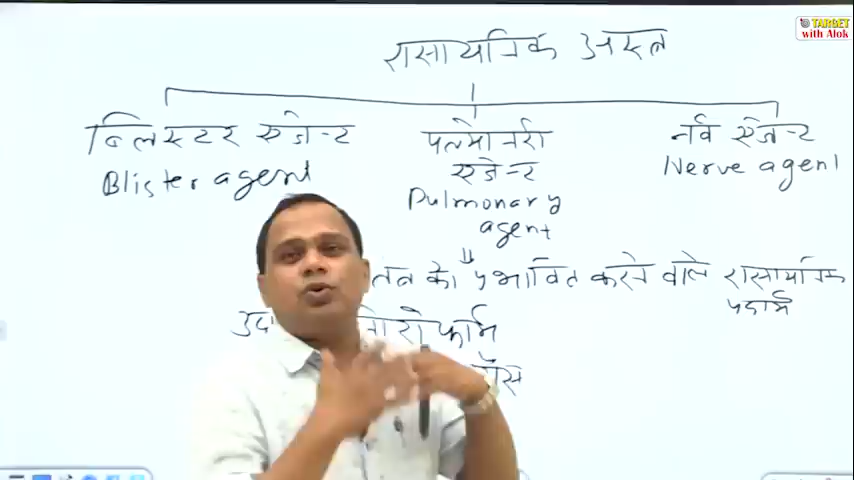 TARGET
with Alok
रासायनिक अस्त्र
ब्लिस्टर एजेन्ट
Blister agent
पल्मोनरी
एजेन्ट
Pulmonary
agent
नर्व एजेन्ट
Nerve agent
को प्रभावित करने वाले रासायनिक
पदार्थ